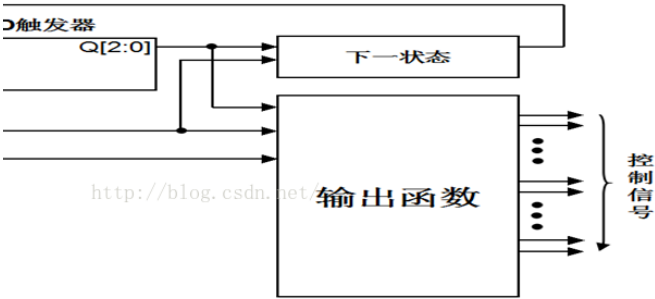 D触发器
Q[2:0]
下一状态
http://blog.csdn.net/
输出函数
控制信号